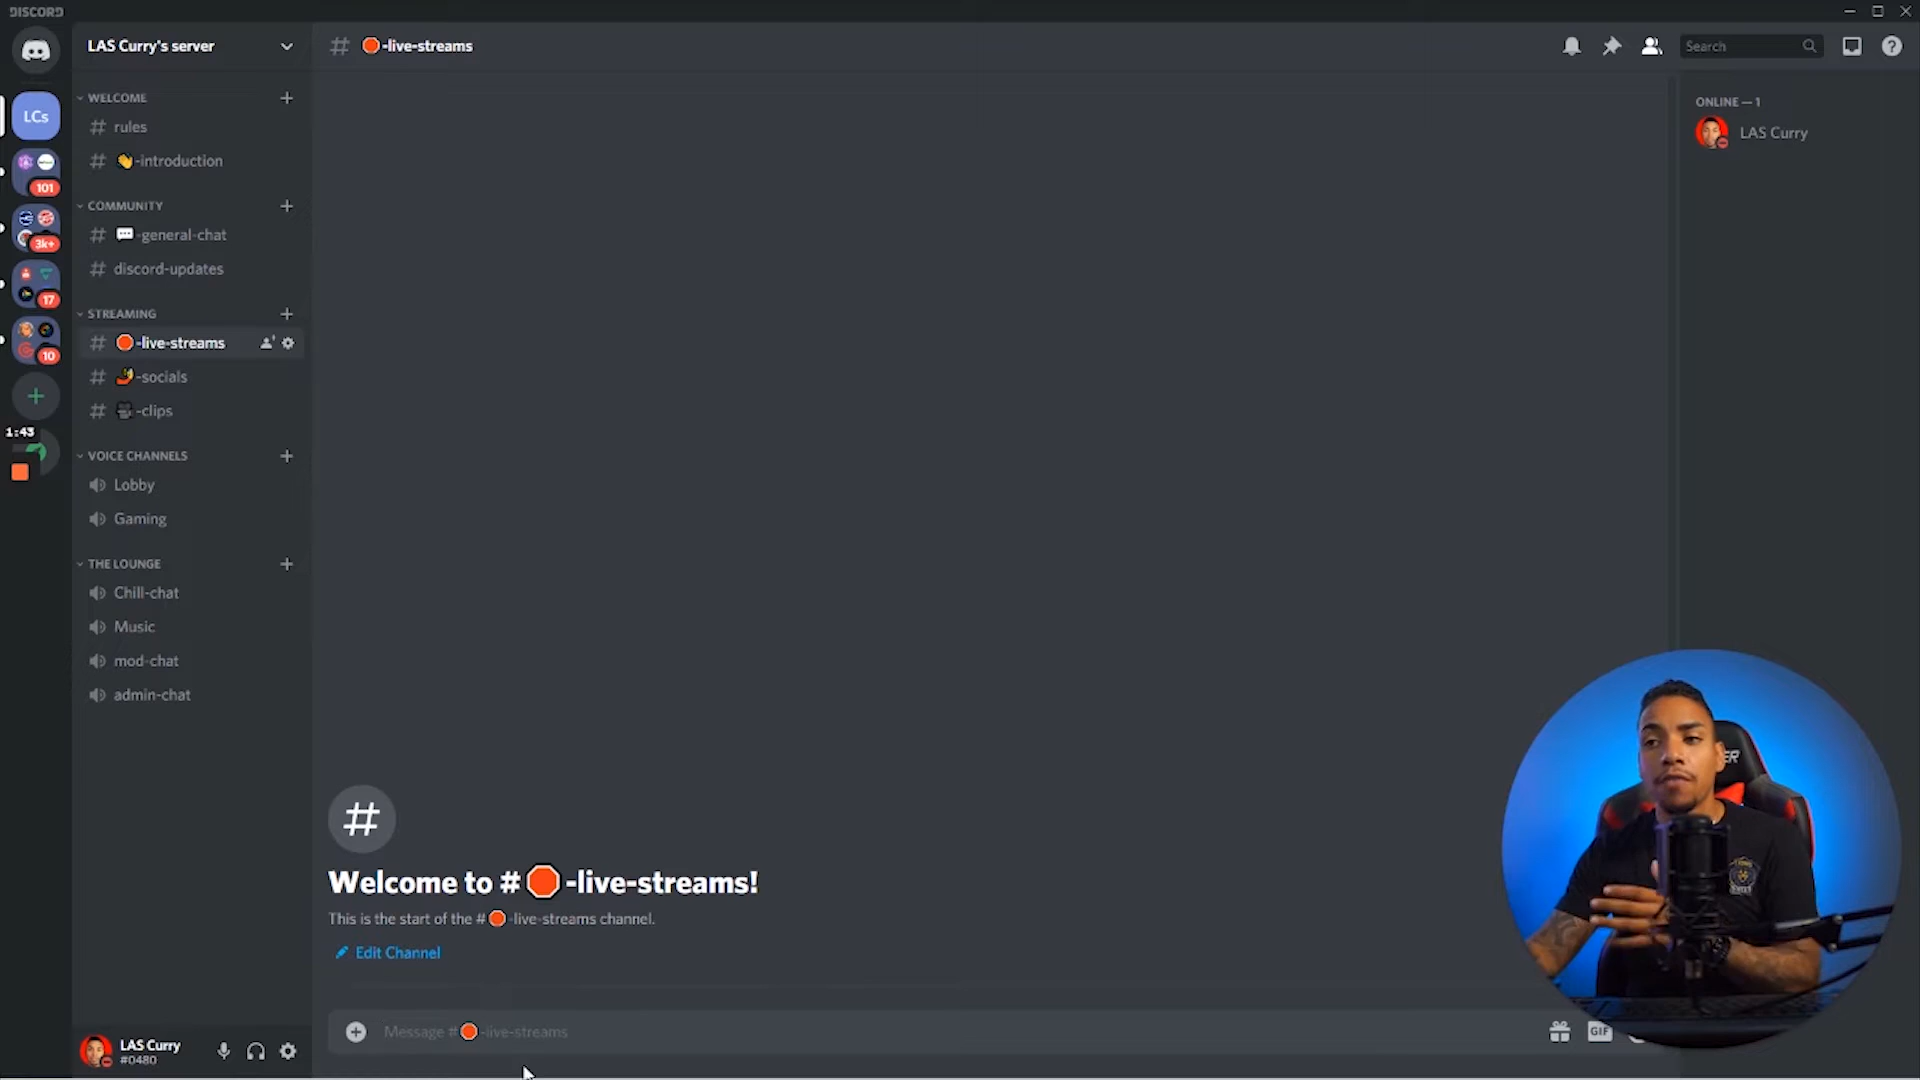 DISCORD
LAS Curry's server
# -live-streams
Search
WELCOME
# rules
# -introduction
COMMUNITY
# -general-chat
# discord-updates
STREAMING
# -live-streams
# -socials
# -clips
VOICE CHANNELS
Lobby
Gaming
THE LOUNGE
Chill-chat
Music
mod-chat
admin-chat
LCs
101
3k+
17
10
1:43
ONLINE — 1
LAS Curry
#
Welcome to # -live-streams!
This is the start of the # -live-streams channel.
Edit Channel
Message # -live-streams
GIF
LAS Curry
#0480